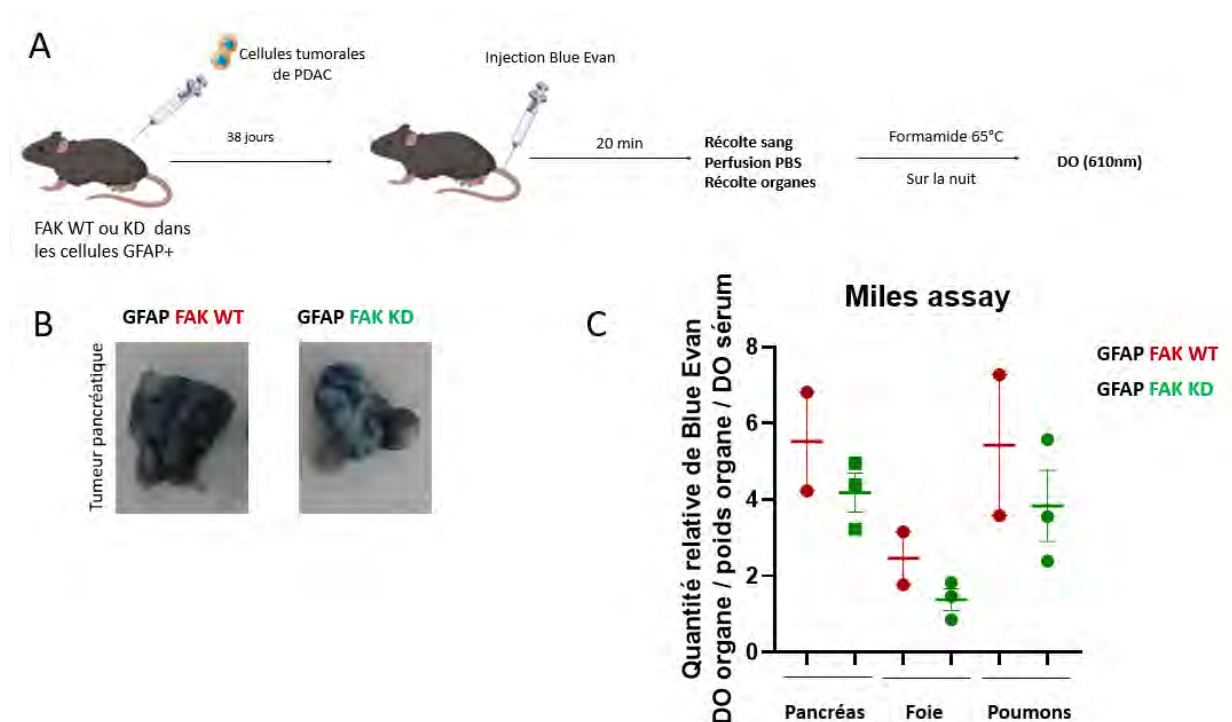 A
Cellules tumorales
de PDAC
Injection Blue Evan
38 jours
20 min
Récolte sang
Perfusion PBS
Récolte organes
Formamide 65°C
Sur la nuit
DO (610nm)
FAK WT ou KD dans
les cellules GFAP+
B
GFAP FAK WT
GFAP FAK KD
Tumeur pancréatique
C
Miles assay
Quantité relative de Blue Evan
DO organe / poids organe / DO sérum
8
6
4
2
0
Pancréas
Foie
Poumons
GFAP FAK WT
GFAP FAK KD